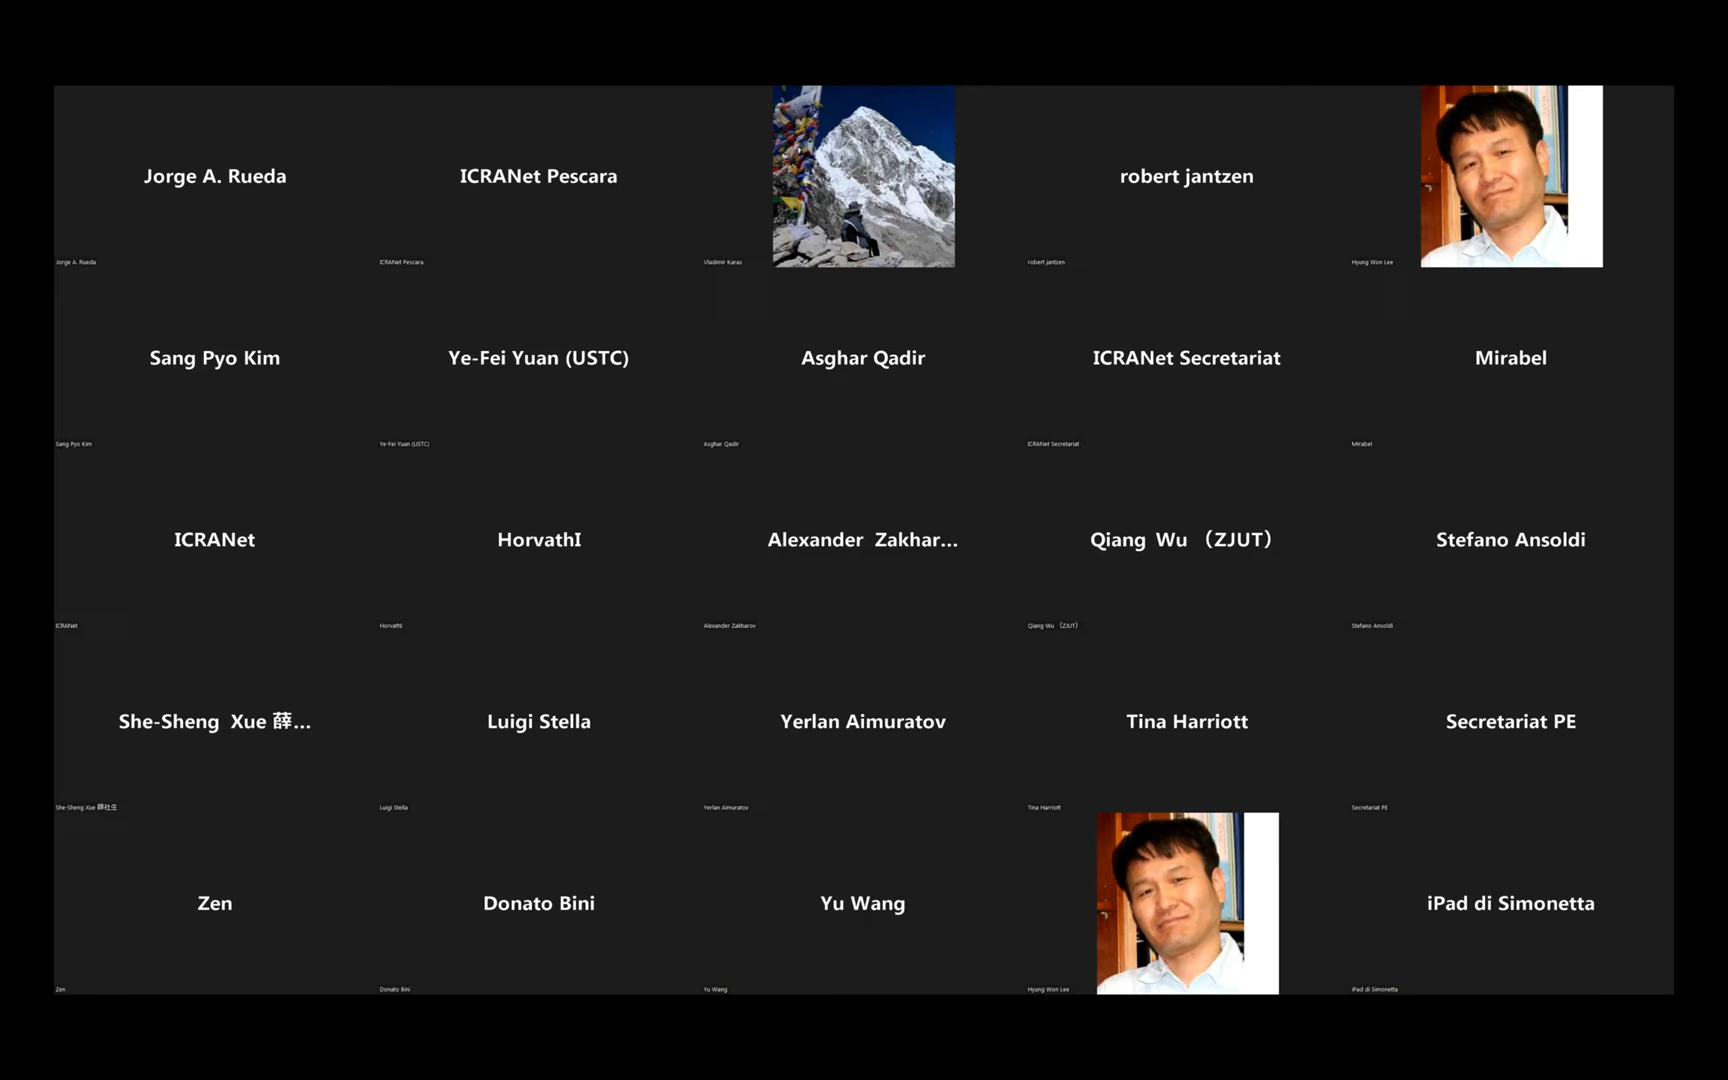 Jorge A. Rueda
ICRANet Pescara
robert jantzen
Jorge A. Rueda
ICRANet Pescara
Vladimir Karas
robert jantzen
Hyung Won Lee
Sang Pyo Kim
Ye-Fei Yuan (USTC)
Asghar Qadir
ICRANet Secretariat
Mirabel
Sang Pyo Kim
Ye-Fei Yuan (USTC)
Asghar Qadir
ICRANet Secretariat
Mirabel
ICRANet
HorvathI
Alexander Zakhar...
Qiang Wu （ZJUT）
Stefano Ansoldi
ICRANet
HorvathI
Alexander Zakharov
Qiang Wu （ZJUT）
Stefano Ansoldi
She-Sheng Xue 薛...
Luigi Stella
Yerlan Aimuratov
Tina Harriott
Secretariat PE
She-Sheng Xue 薛社生
Luigi Stella
Yerlan Aimuratov
Tina Harriott
Secretariat PE
Zen
Donato Bini
Yu Wang
iPad di Simonetta
Zen
Donato Bini
Yu Wang
Hyung Won Lee
iPad di Simonetta